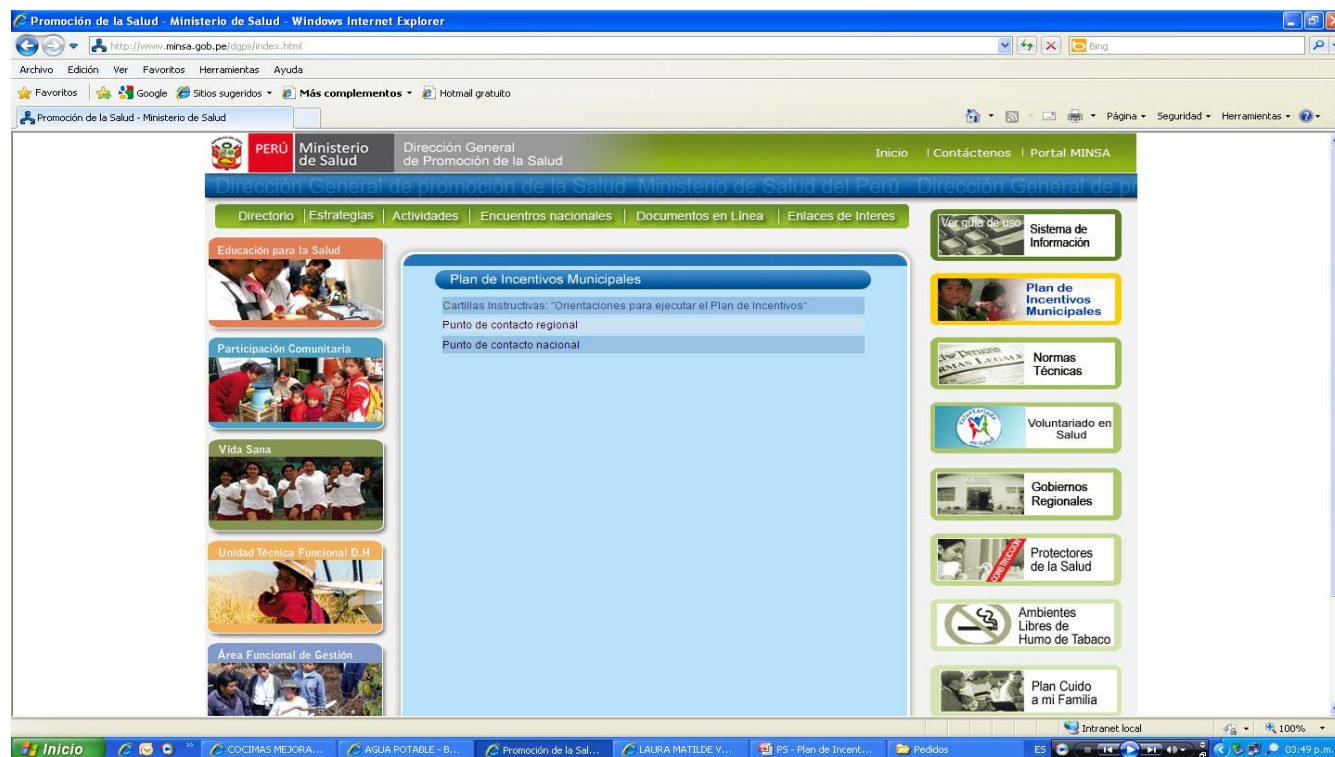 Promoción de la Salud - Ministerio de Salud - Windows Internet Explorer
http://www.minsa.gob.pe/dgps/index.html
Bing
Archivo Edición Ver Favoritos Herramientas Ayuda
Favoritos Google Sitios sugeridos Más complementos Hotmail gratuito
Promoción de la Salud - Ministerio de Salud
Página Seguridad Herramientas
PERÚ Ministerio de Salud
Dirección General
de Promoción de la Salud
Inicio | Contáctenos | Portal MINSA
Dirección General de promoción de la Salud Ministerio de Salud del Perú Dirección General de
Directorio | Estrategias | Actividades | Encuentros nacionales | Documentos en Línea | Enlaces de Interes
Educación para la Salud
Participación Comunitaria
Vida Sana
Unidad Técnica Funcional D.H
Área Funcional de Gestión
Plan de Incentivos Municipales
Cartillas Instructivas: "Orientaciones para ejecutar el Plan de Incentivos"
Punto de contacto regional
Punto de contacto nacional
Ver guía de uso
Sistema de
Información
Plan de
Incentivos
Municipales
Normas
Técnicas
Voluntariado en
Salud
Gobiernos
Regionales
CONSTRUCCIÓN
Protectores
de la Salud
Ambientes
Libres de
Humo de Tabaco
Plan Cuido
a mi Familia
Intranet local
100%
Inicio
COCIMAS MEJORA...
AGUA POTABLE - B...
Promoción de la Sal...
LAURA MATILDE V...
PS - Plan de Incent...
Pedidos
ES
03:49 p.m.